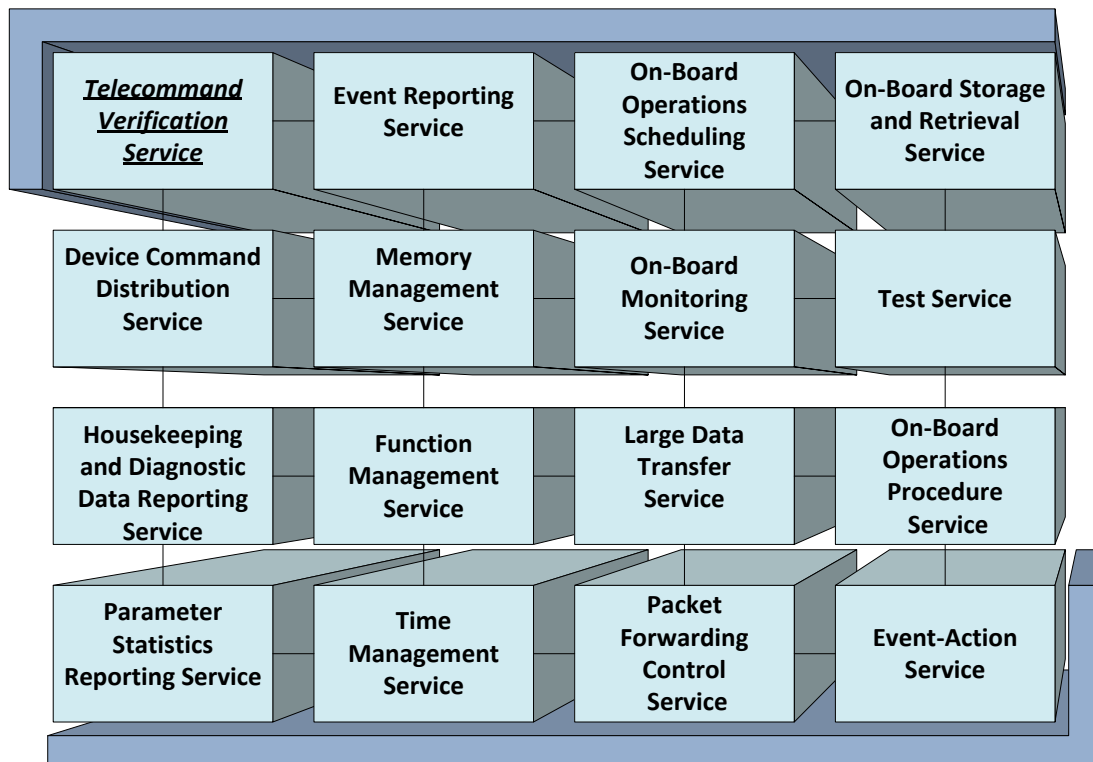 Telecommand
Verification
Service
Event Reporting
Service
On-Board
Operations
Scheduling
Service
On-Board Storage
and Retrieval
Service
Device Command
Distribution
Service
Memory
Management
Service
On-Board
Monitoring
Service
Test Service
Housekeeping
and Diagnostic
Data Reporting
Service
Function
Management
Service
Large Data
Transfer
Service
On-Board
Operations
Procedure
Service
Parameter
Statistics
Reporting Service
Time
Management
Service
Packet
Forwarding
Control
Service
Event-Action
Service